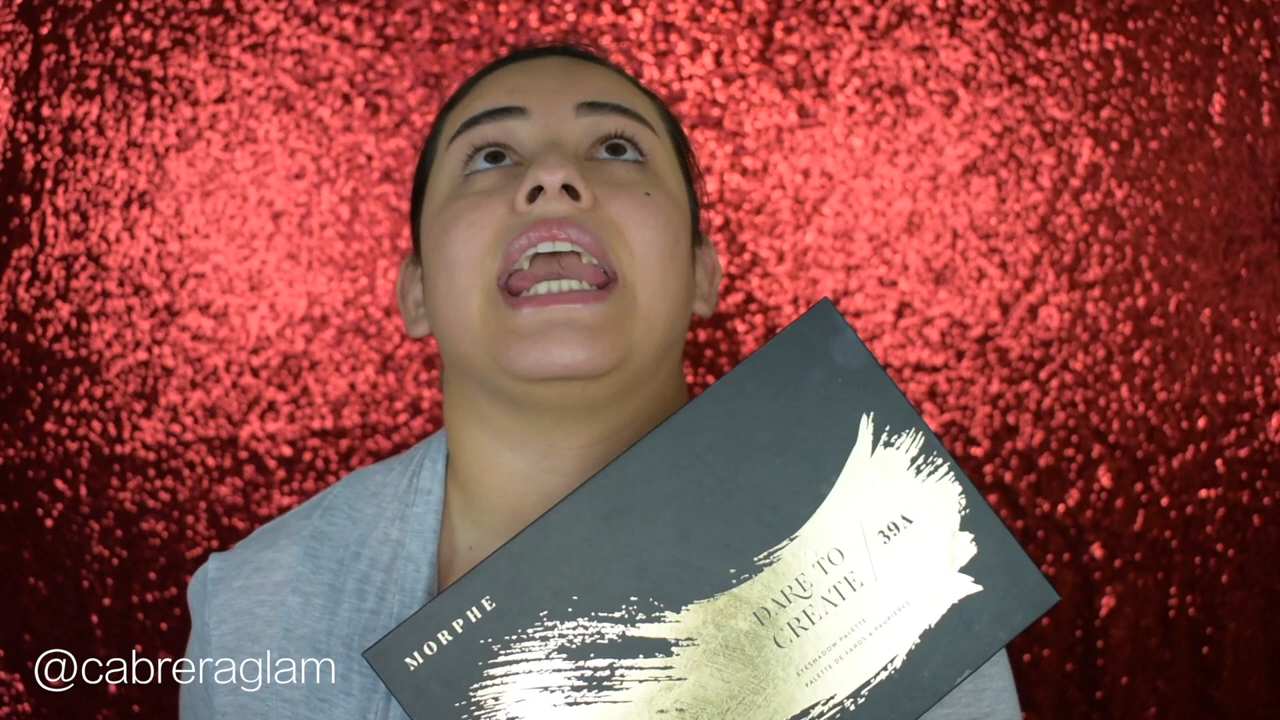 MORPHE
DARE TO
CREATE
39A
EYESHADOW PALETTE
PALETTE DE FARDS À PAUPIÈRES
@cabreraglam